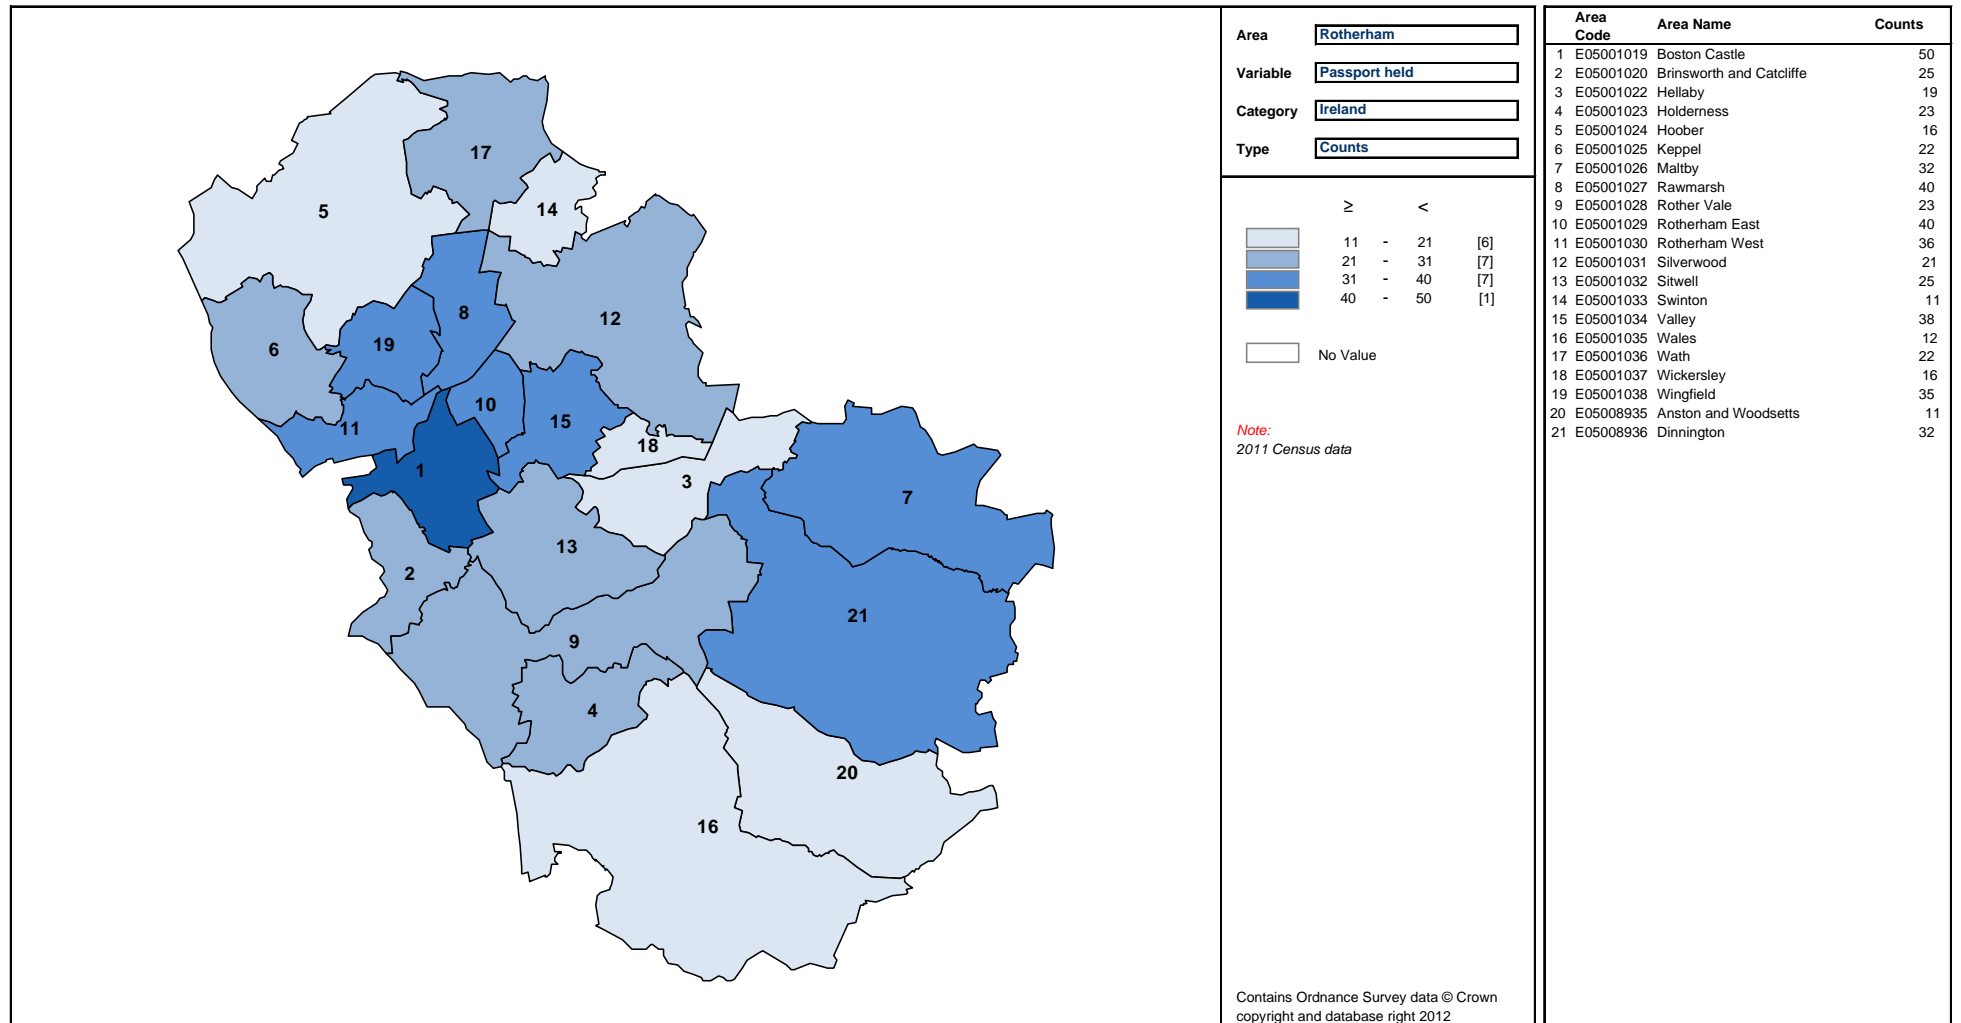 17
5
14
8
12
6
19
10
15
11
18
1
3
7
13
2
21
9
4
20
16
Area Rotherham
Variable Passport held
Category Ireland
Type Counts
≥ <
11 - 21 [6]
21 - 31 [7]
31 - 40 [7]
40 - 50 [1]
No Value
Note:
2011 Census data
Contains Ordnance Survey data © Crown
copyright and database right 2012
Area Code Area Name Counts
1 E05001019 Boston Castle 50
2 E05001020 Brinsworth and Catcliffe 25
3 E05001022 Hellaby 19
4 E05001023 Holderness 23
5 E05001024 Hoober 16
6 E05001025 Keppel 22
7 E05001026 Maltby 32
8 E05001027 Rawmarsh 40
9 E05001028 Rother Vale 23
10 E05001029 Rotherham East 40
11 E05001030 Rotherham West 36
12 E05001031 Silverwood 21
13 E05001032 Sitwell 25
14 E05001033 Swinton 11
15 E05001034 Valley 38
16 E05001035 Wales 12
17 E05001036 Wath 22
18 E05001037 Wickersley 16
19 E05001038 Wingfield 35
20 E05008935 Anston and Woodsetts 11
21 E05008936 Dinnington 32